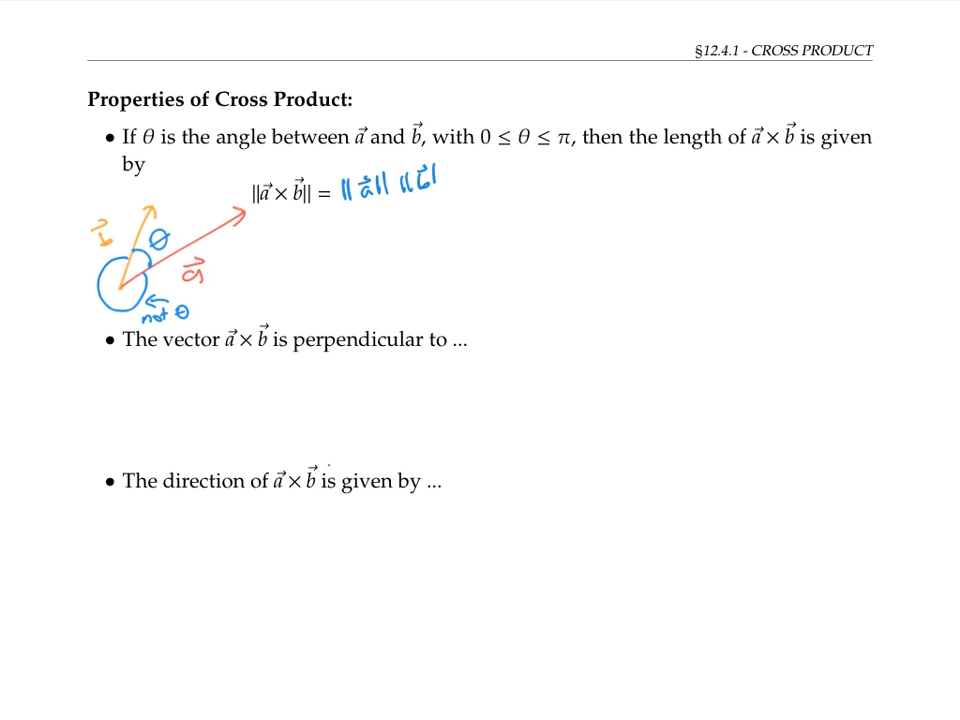 §12.4.1 - CROSS PRODUCT
Properties of Cross Product:
• If θ is the angle between a⃗ and b⃗, with 0 ≤ θ ≤ π, then the length of a⃗ × b⃗ is given
by
||a⃗ × b⃗|| = ||a⃗|| ||b⃗|
b⃗
θ
a⃗
not θ
• The vector a⃗ × b⃗ is perpendicular to ...
• The direction of a⃗ × b⃗ is given by ...